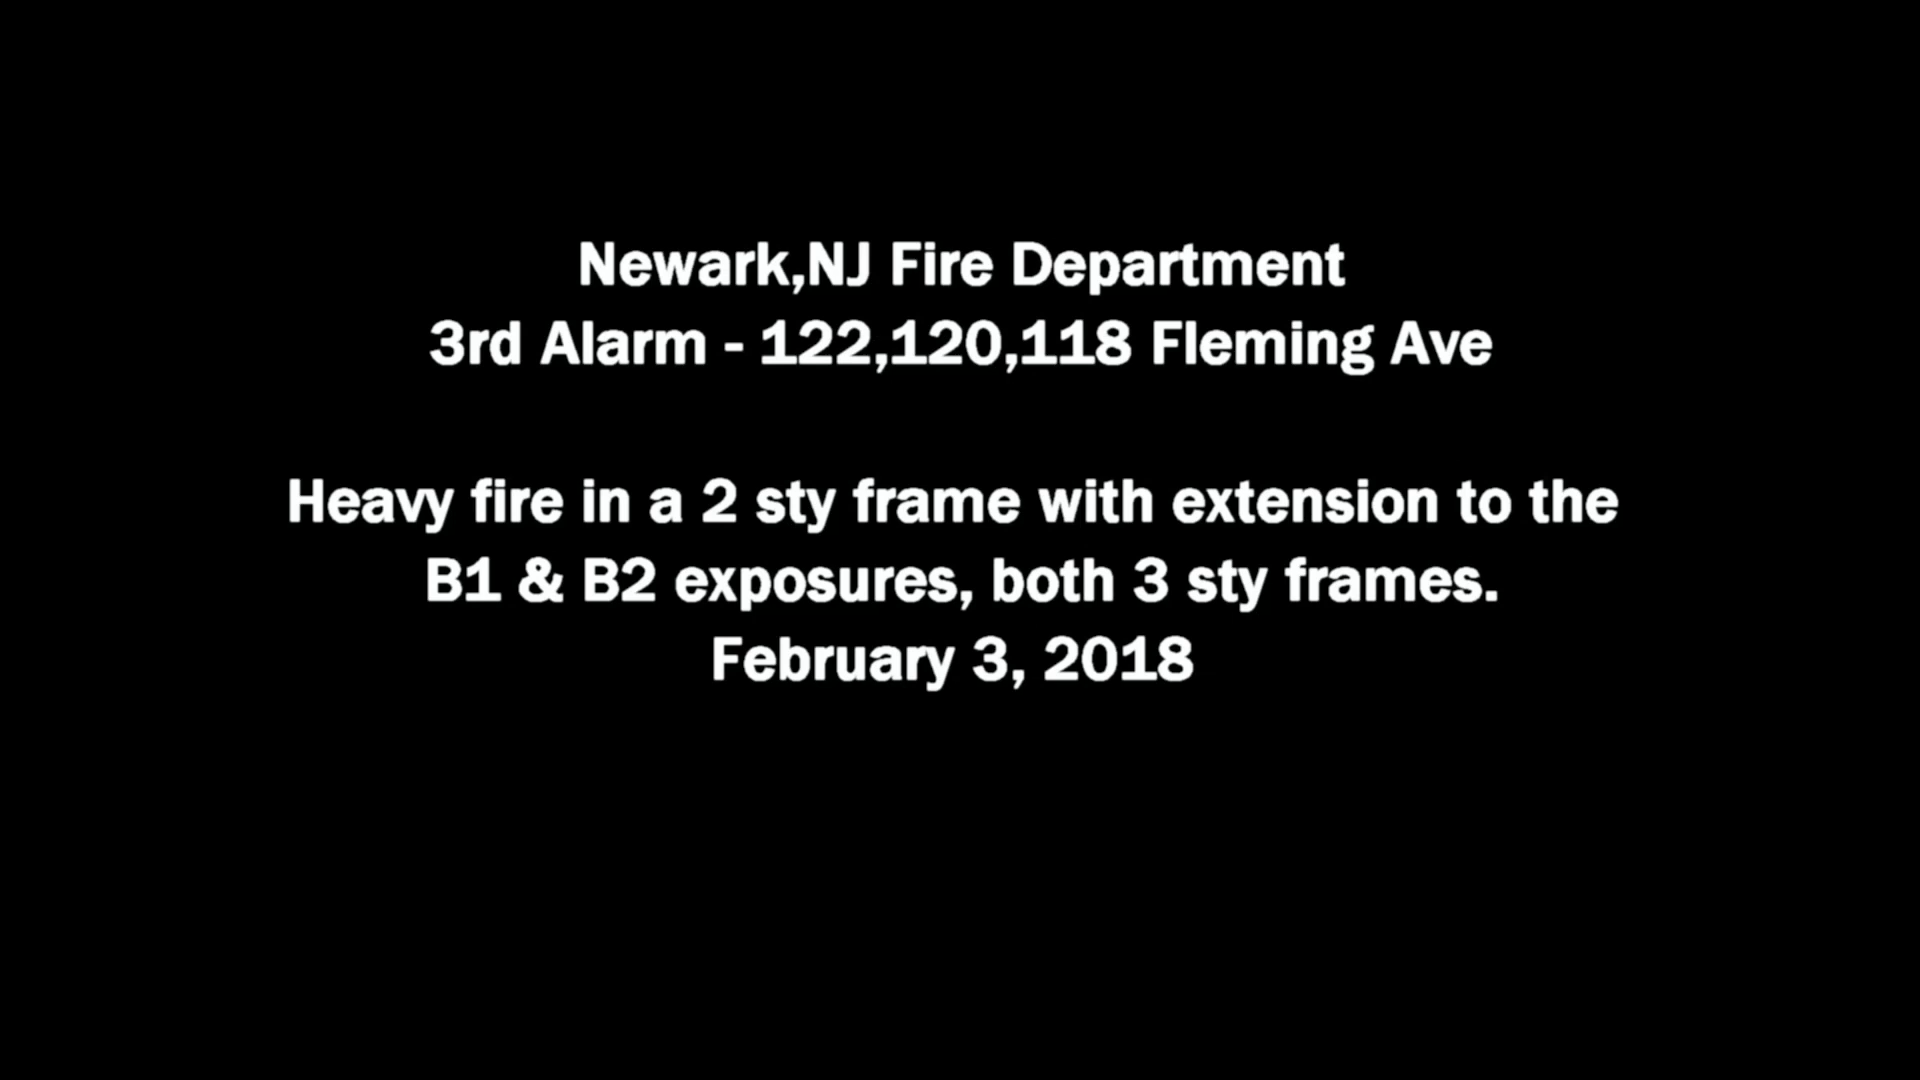 Newark,NJ Fire Department
3rd Alarm - 122,120,118 Fleming Ave
Heavy fire in a 2 sty frame with extension to the
B1 & B2 exposures, both 3 sty frames.
February 3, 2018